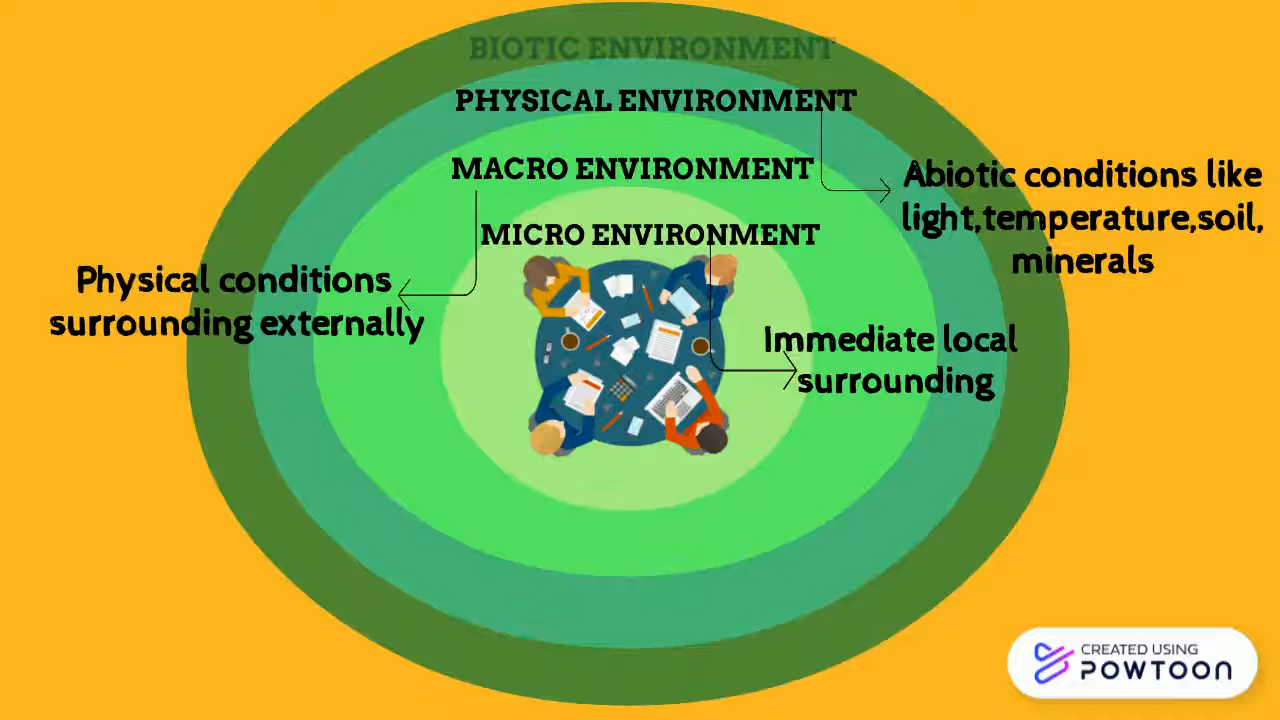 BIOTIC ENVIRONMENT
PHYSICAL ENVIRONMENT
MACRO ENVIRONMENT
Abiotic conditions like
light,temperature,soil,
minerals
MICRO ENVIRONMENT
Physical conditions
surrounding externally
Immediate local
surrounding
CREATED USING
POWTOON